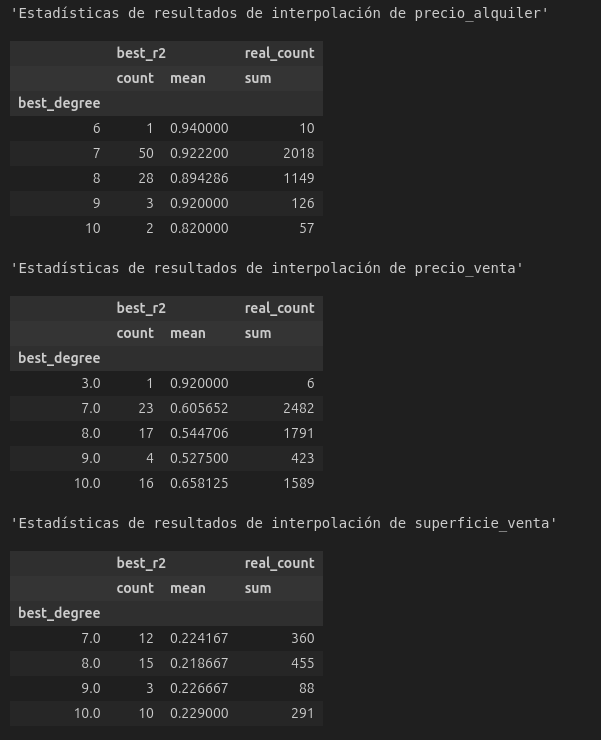 'Estadísticas de resultados de interpolación de precio_alquiler'
best_r2 real_count
count mean sum
best_degree
6 1 0.940000 10
7 50 0.922200 2018
8 28 0.894286 1149
9 3 0.920000 126
10 2 0.820000 57
'Estadísticas de resultados de interpolación de precio_venta'
best_r2 real_count
count mean sum
best_degree
3.0 1 0.920000 6
7.0 23 0.605652 2482
8.0 17 0.544706 1791
9.0 4 0.527500 423
10.0 16 0.658125 1589
'Estadísticas de resultados de interpolación de superficie_venta'
best_r2 real_count
count mean sum
best_degree
7.0 12 0.224167 360
8.0 15 0.218667 455
9.0 3 0.226667 88
10.0 10 0.229000 291